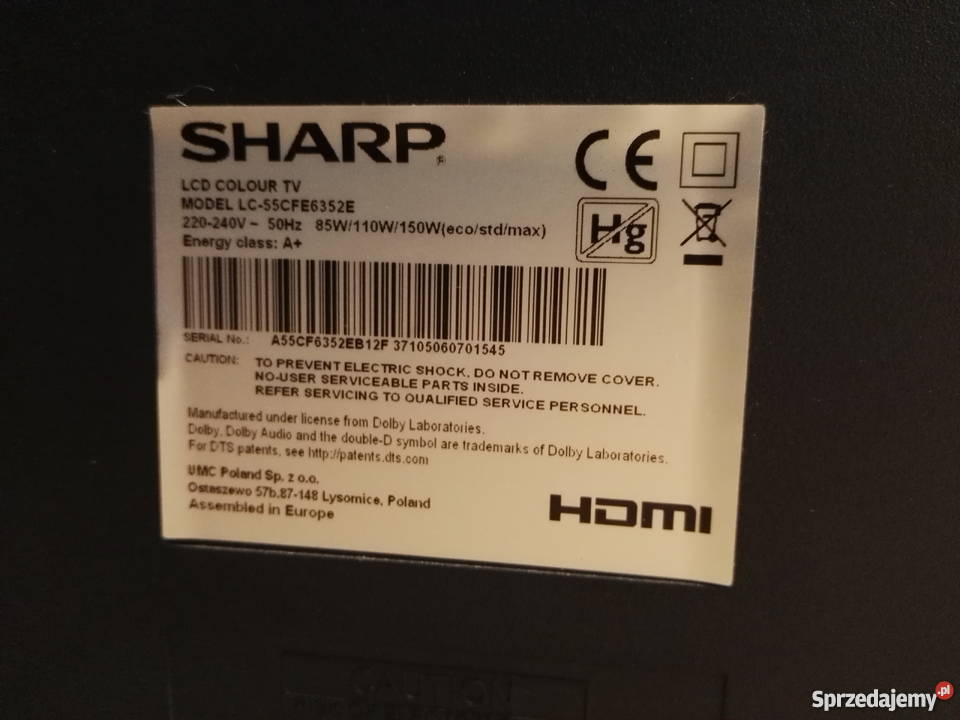 SHARP®
LCD COLOUR TV
MODEL LC-55CFE6352E
220-240V ~ 50Hz 85W/110W/150W(eco/std/max)
Energy class: A+
CE
Hg
SERIAL No.: A55CF6352EB12F 37105060701545
CAUTION: TO PREVENT ELECTRIC SHOCK, DO NOT REMOVE COVER.
NO-USER SERVICEABLE PARTS INSIDE.
REFER SERVICING TO QUALIFIED SERVICE PERSONNEL.
Manufactured under license from Dolby Laboratories.
Dolby, Dolby Audio and the double-D symbol are trademarks of Dolby Laboratories.
For DTS patents, see http://patents.dts.com
UMC Poland Sp. z o.o.
Ostaszewo 57b,87-148 Lysomice, Poland
Assembled in Europe
HDMI
CAUTION
Sprzedajemy.pl